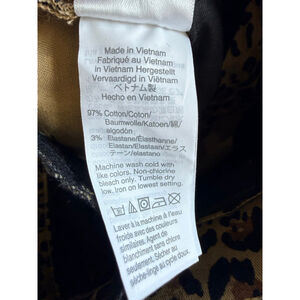 Made in Vietnam
Fabriqué au Vietnam
in Vietnam Hergestellt
Vervaardigd in Viëtnam
ベトナム製
Hecho en Vietnam
97% Cotton/Coton/
Baumwolle/Katoen/綿/
algodón
3% Elastane/Élasthanne/
Elastan/Elastaan/エラス
テーン/elastano
Machine wash cold with
like colors. Non-chlorine
bleach only. Tumble dry
low. Iron on lowest setting.
Laver à la machine à l'eau
froide avec des couleurs
similaires. Agent de
blanchiment sans chlore
seulement. Sécher au
sèche-linge au cycle doux.